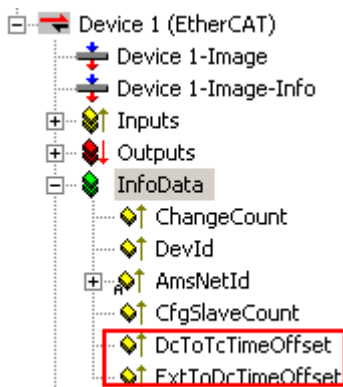 Device 1 (EtherCAT)
Device 1-Image
Device 1-Image-Info
Inputs
Outputs
InfoData
ChangeCount
DevId
AmsNetId
CfgSlaveCount
DcToTcTimeOffset
ExtToDcTimeOffset